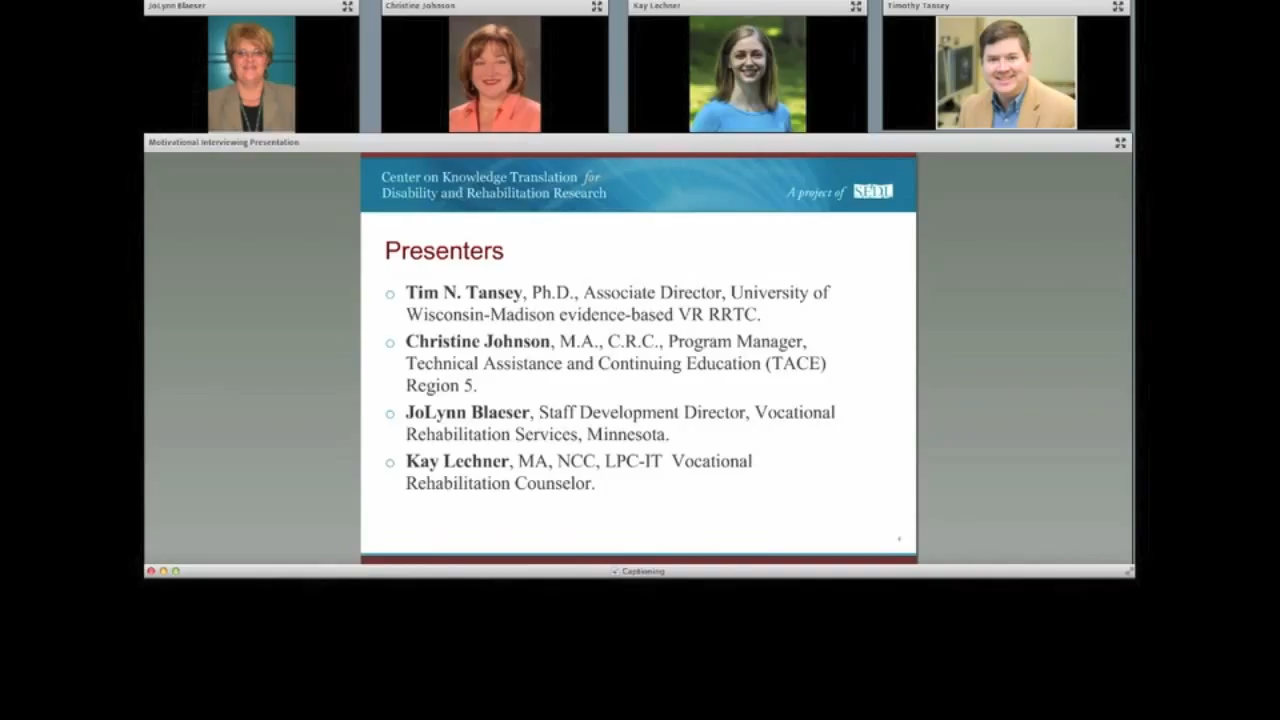 JoLynn Blaeser
Christine Johnson
Kay Lechner
Timothy Tansey
Motivational Interviewing Presentation
Center on Knowledge Translation for
Disability and Rehabilitation Research
A project of SEDL
Presenters
Tim N. Tansey, Ph.D., Associate Director, University of
Wisconsin-Madison evidence-based VR RRTC.
Christine Johnson, M.A., C.R.C., Program Manager,
Technical Assistance and Continuing Education (TACE)
Region 5.
JoLynn Blaeser, Staff Development Director, Vocational
Rehabilitation Services, Minnesota.
Kay Lechner, MA, NCC, LPC-IT Vocational
Rehabilitation Counselor.
Captioning